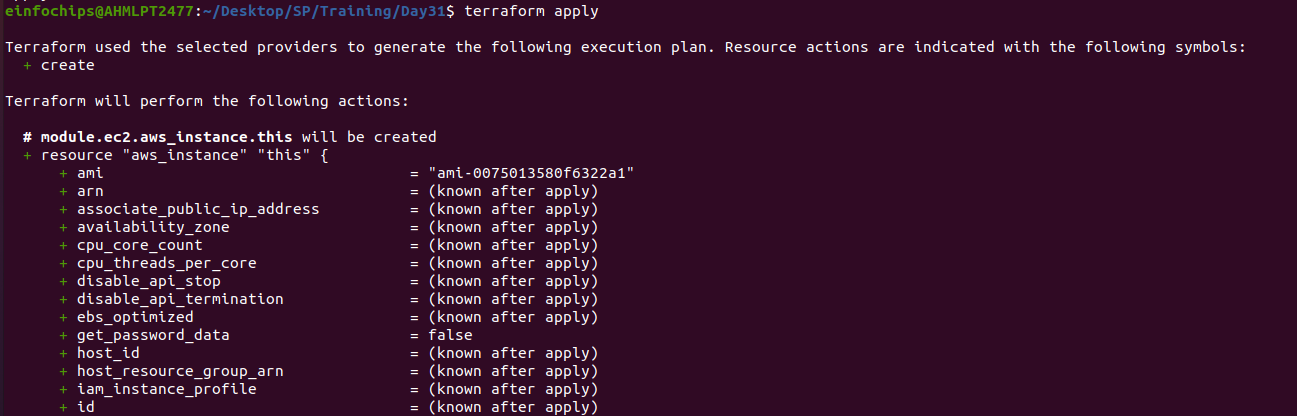 einfochips@AHMLPT2477:~/Desktop/SP/Training/Day31$ terraform apply
Terraform used the selected providers to generate the following execution plan. Resource actions are indicated with the following symbols:
+ create
Terraform will perform the following actions:
# module.ec2.aws_instance.this will be created
+ resource "aws_instance" "this" {
+ ami = "ami-0075013580f6322a1"
+ arn = (known after apply)
+ associate_public_ip_address = (known after apply)
+ availability_zone = (known after apply)
+ cpu_core_count = (known after apply)
+ cpu_threads_per_core = (known after apply)
+ disable_api_stop = (known after apply)
+ disable_api_termination = (known after apply)
+ ebs_optimized = (known after apply)
+ get_password_data = false
+ host_id = (known after apply)
+ host_resource_group_arn = (known after apply)
+ iam_instance_profile = (known after apply)
+ id = (known after apply)